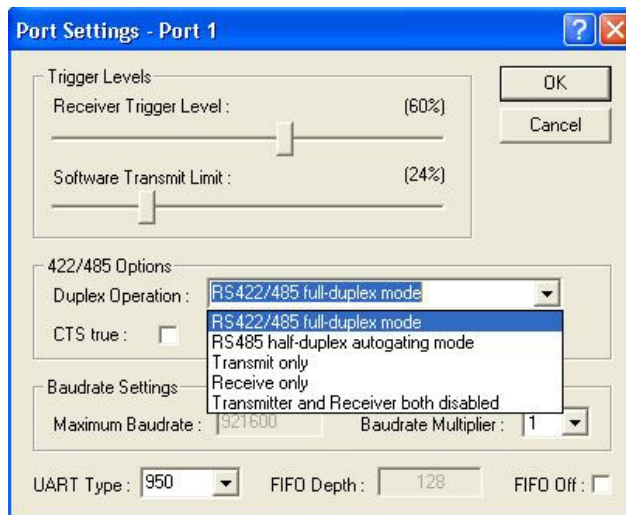 Port Settings - Port 1
Trigger Levels
Receiver Trigger Level : (60%)
OK
Cancel
Software Transmit Limit : (24%)
422/485 Options
Duplex Operation : RS422/485 full-duplex mode
CTS true :
RS422/485 full-duplex mode
RS485 half-duplex autogating mode
Transmit only
Receive only
Transmitter and Receiver both disabled
Baudrate Settings
Maximum Baudrate : 921600 Baudrate Multiplier : 1
UART Type : 950 FIFO Depth : 128 FIFO Off :